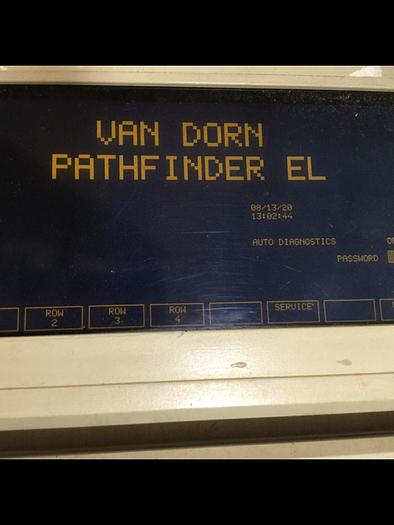 VAN DORN
PATHFINDER EL
08/13/20
13:02:44
AUTO DIAGNOSTICS
PASSWORD
ROW 2
ROW 3
ROW 4
SERVICE